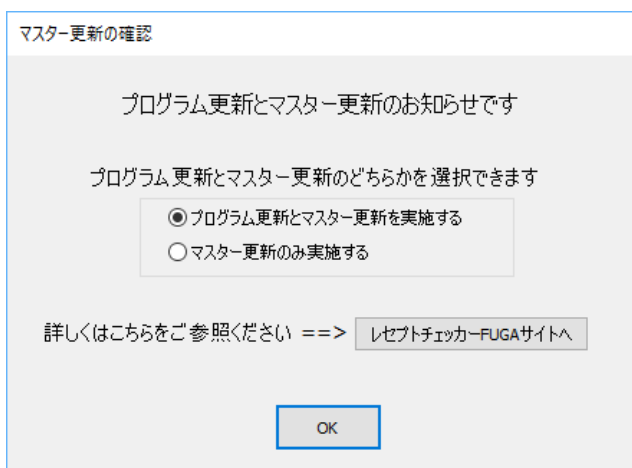 マスター更新の確認
プログラム更新とマスター更新のお知らせです
プログラム更新とマスター更新のどちらかを選択できます
プログラム更新とマスター更新を実施する
マスター更新のみ実施する
詳しくはこちらをご参照ください ==> レセプトチェッカーFUGAサイトへ
OK